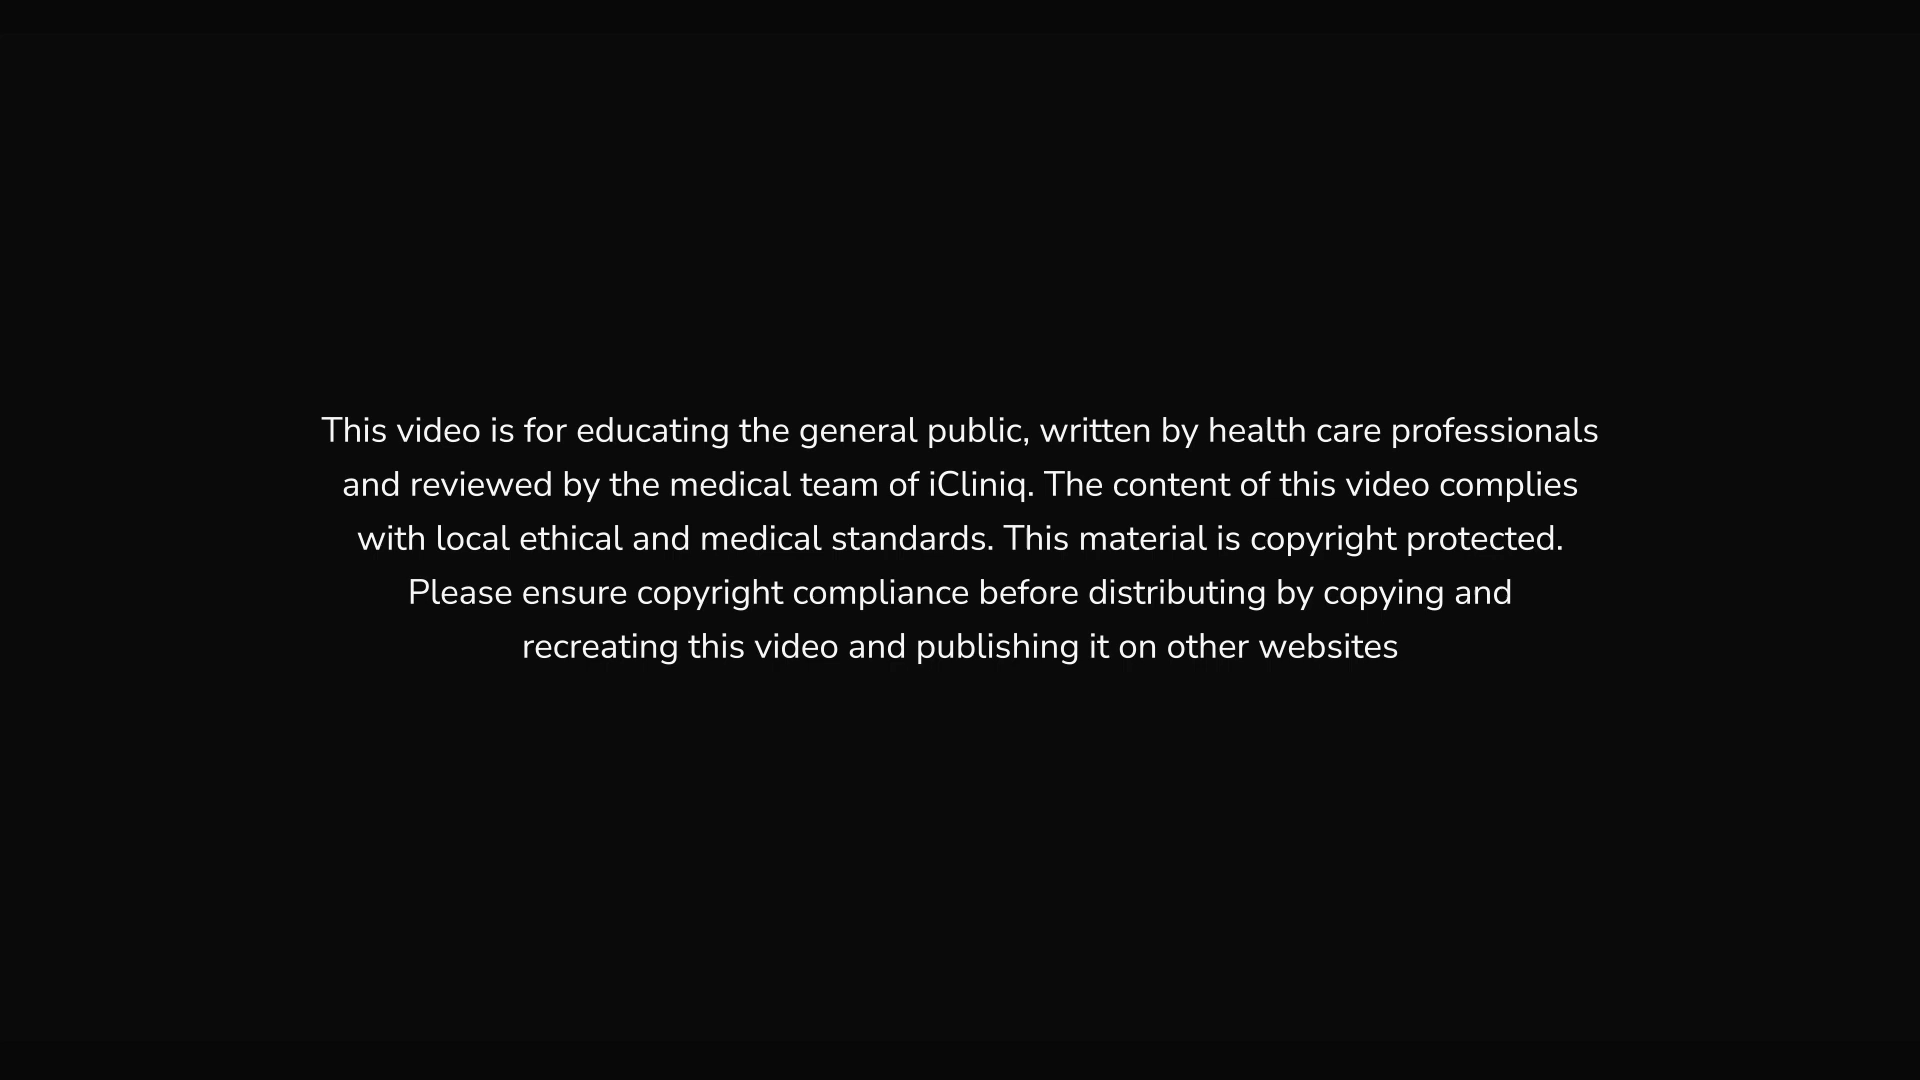 This video is for educating the general public, written by health care professionals
and reviewed by the medical team of iCliniq. The content of this video complies
with local ethical and medical standards. This material is copyright protected.
Please ensure copyright compliance before distributing by copying and
recreating this video and publishing it on other websites